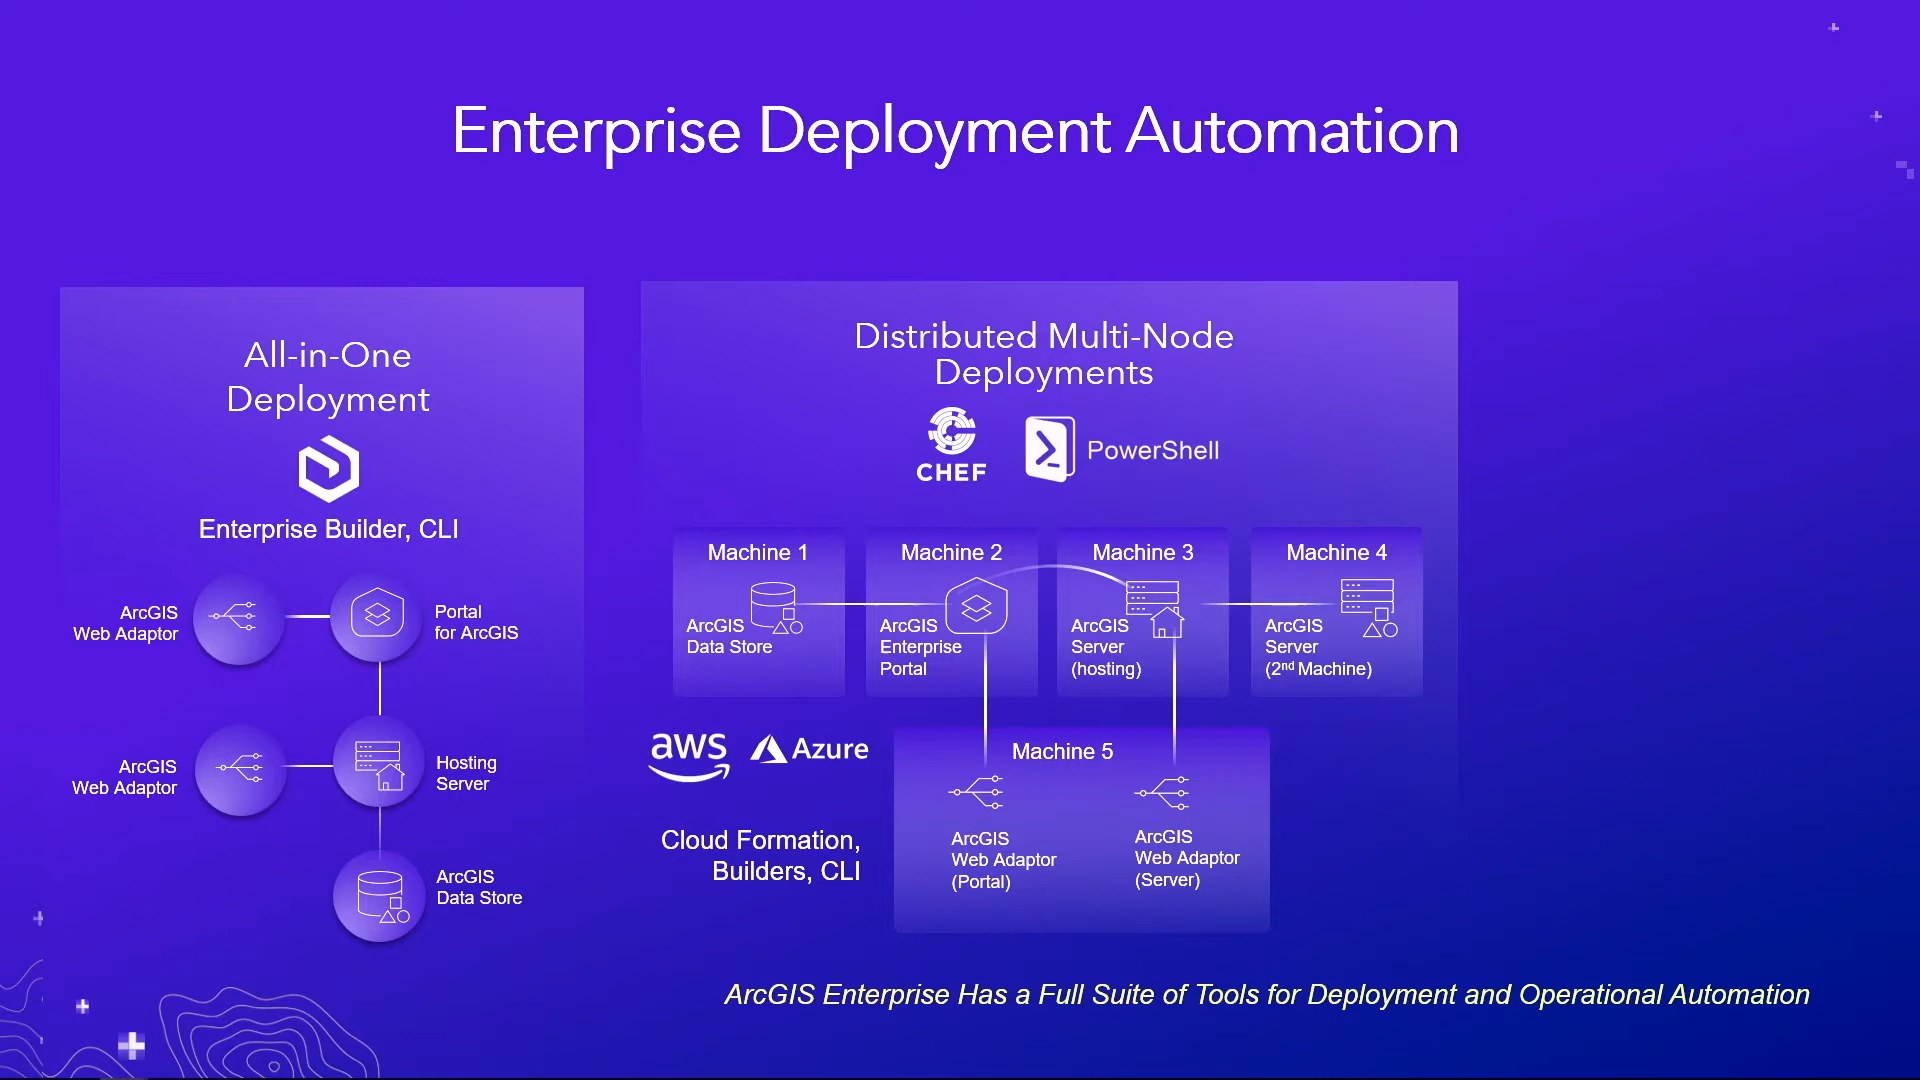 Enterprise Deployment Automation
All-in-One
Deployment
Enterprise Builder, CLI
ArcGIS
Web Adaptor
Portal
for ArcGIS
ArcGIS
Web Adaptor
Hosting
Server
ArcGIS
Data Store
Distributed Multi-Node
Deployments
CHEF
PowerShell
Machine 1
ArcGIS
Data Store
Machine 2
ArcGIS
Enterprise
Portal
Machine 3
ArcGIS
Server
(hosting)
Machine 4
ArcGIS
Server
(2nd Machine)
aws
Azure
Cloud Formation,
Builders, CLI
Machine 5
ArcGIS
Web Adaptor
(Portal)
ArcGIS
Web Adaptor
(Server)
ArcGIS Enterprise Has a Full Suite of Tools for Deployment and Operational Automation